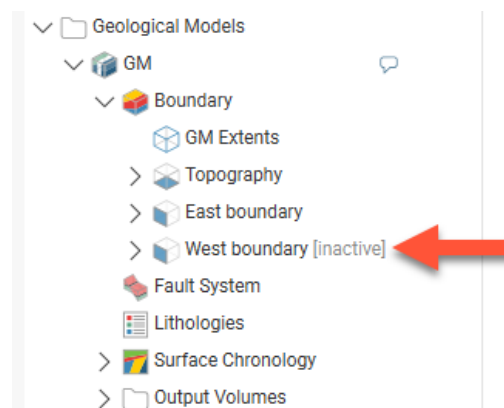 Geological Models
GM
Boundary
GM Extents
Topography
East boundary
West boundary [inactive]
Fault System
Lithologies
Surface Chronology
Output Volumes